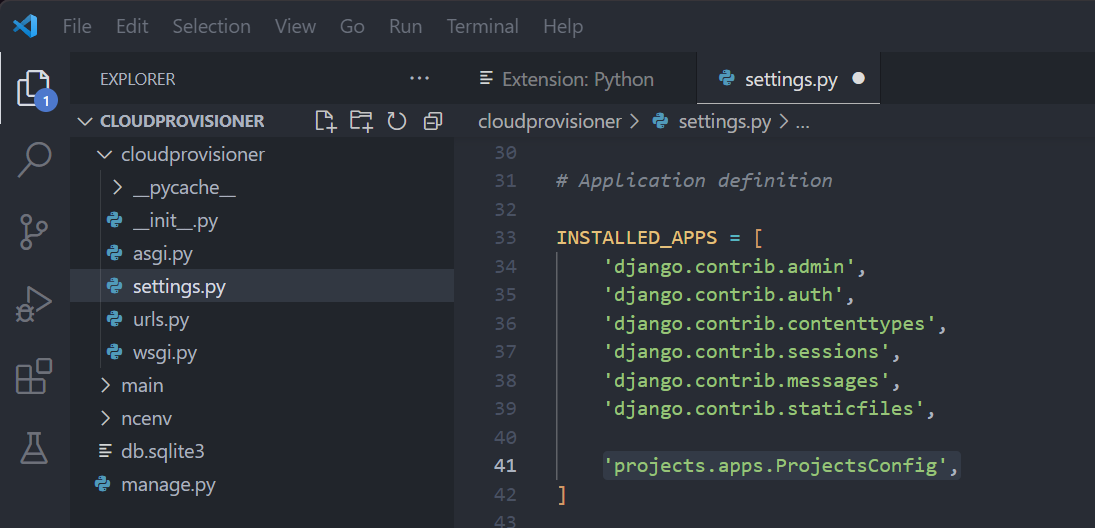 File Edit Selection View Go Run Terminal Help
1
EXPLORER ...
CLOUDPROVISIONER
cloudprovisioner
__pycache__
__init__.py
asgi.py
settings.py
urls.py
wsgi.py
main
ncenv
db.sqlite3
manage.py
Extension: Python settings.py
cloudprovisioner > settings.py > ...
30
31 # Application definition
32
33 INSTALLED_APPS = [
34 'django.contrib.admin',
35 'django.contrib.auth',
36 'django.contrib.contenttypes',
37 'django.contrib.sessions',
38 'django.contrib.messages',
39 'django.contrib.staticfiles',
40
41 'projects.apps.ProjectsConfig',
42 ]
43